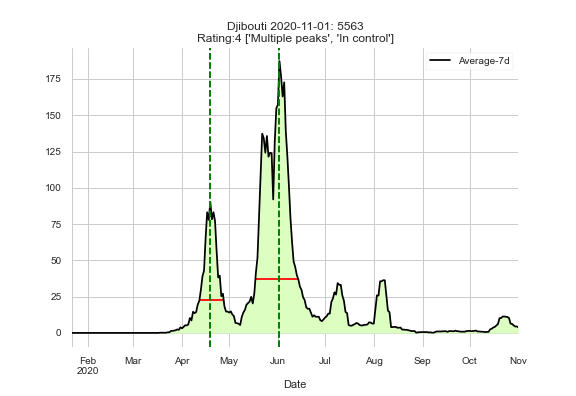 Djibouti 2020-11-01: 5563
Rating:4 ['Multiple peaks', 'In control']
Average-7d
175
150
125
100
75
50
25
0
Feb Mar Apr May Jun Jul Aug Sep Oct Nov
2020
Date